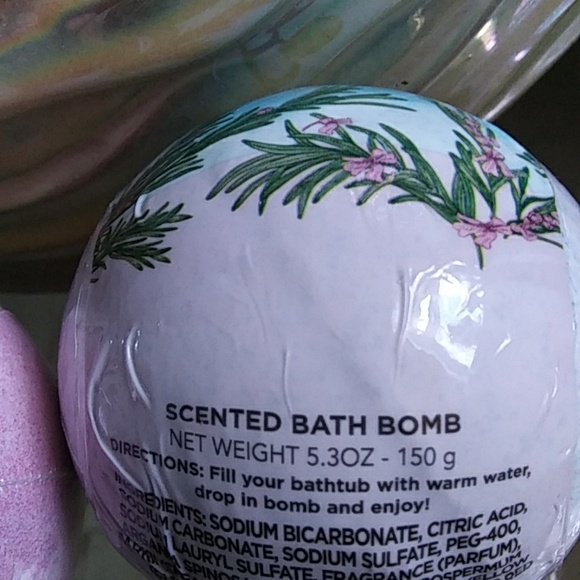 SCENTED BATH BOMB
NET WEIGHT 5.3OZ - 150 g
DIRECTIONS: Fill your bathtub with warm water,
drop in bomb and enjoy!
INGREDIENTS: SODIUM BICARBONATE, CITRIC ACID,
SODIUM CARBONATE, SODIUM SULFATE, PEG-400,
LAURYL SULFATE, FRAGRANCE (PARFUM),